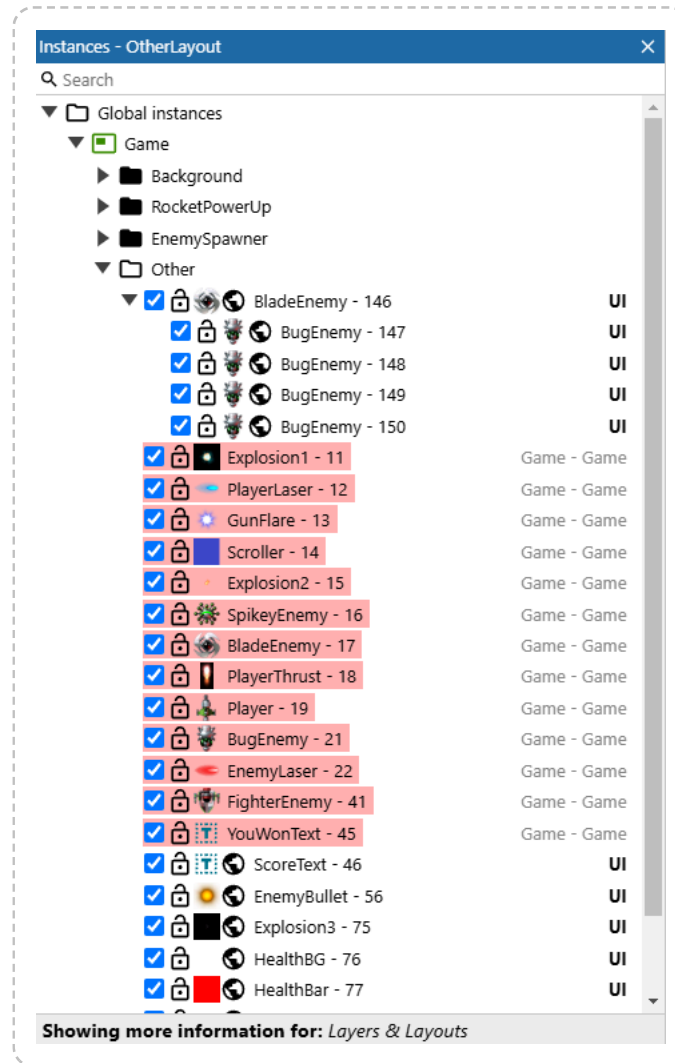 Instances - OtherLayout
Search
Global instances
Game
Background
RocketPowerUp
EnemySpawner
Other
BladeEnemy - 146 UI
BugEnemy - 147 UI
BugEnemy - 148 UI
BugEnemy - 149 UI
BugEnemy - 150 UI
Explosion1 - 11 Game - Game
PlayerLaser - 12 Game - Game
GunFlare - 13 Game - Game
Scroller - 14 Game - Game
Explosion2 - 15 Game - Game
SpikeyEnemy - 16 Game - Game
BladeEnemy - 17 Game - Game
PlayerThrust - 18 Game - Game
Player - 19 Game - Game
BugEnemy - 21 Game - Game
EnemyLaser - 22 Game - Game
FighterEnemy - 41 Game - Game
YouWonText - 45 Game - Game
ScoreText - 46 UI
EnemyBullet - 56 UI
Explosion3 - 75 UI
HealthBG - 76 UI
HealthBar - 77 UI
Showing more information for: Layers & Layouts